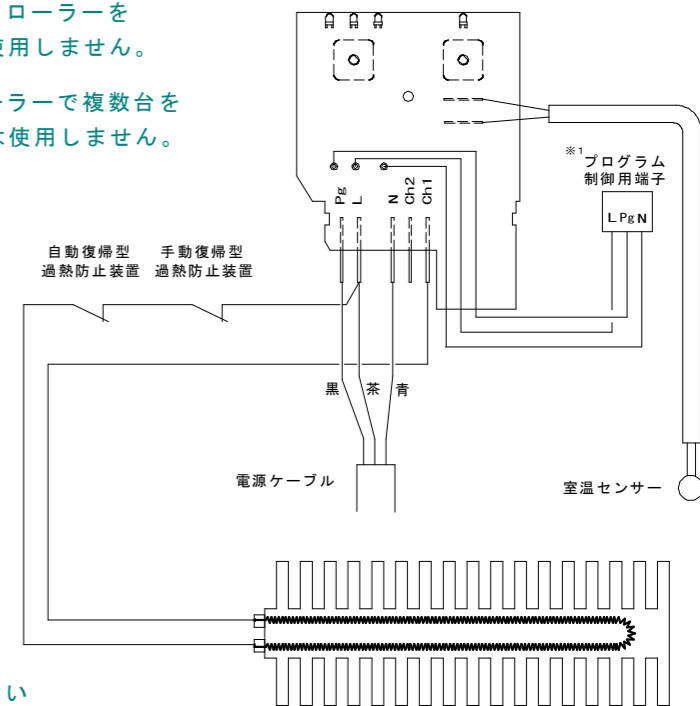 ローラーを
使用しません。
ーラーで複数台を
は使用しません。
※1
プログラム
制御用端子
L Pg N
Pg
L
N
Ch2
Ch1
自動復帰型
過熱防止装置
手動復帰型
過熱防止装置
黒
茶
青
電源ケーブル
室温センサー
い